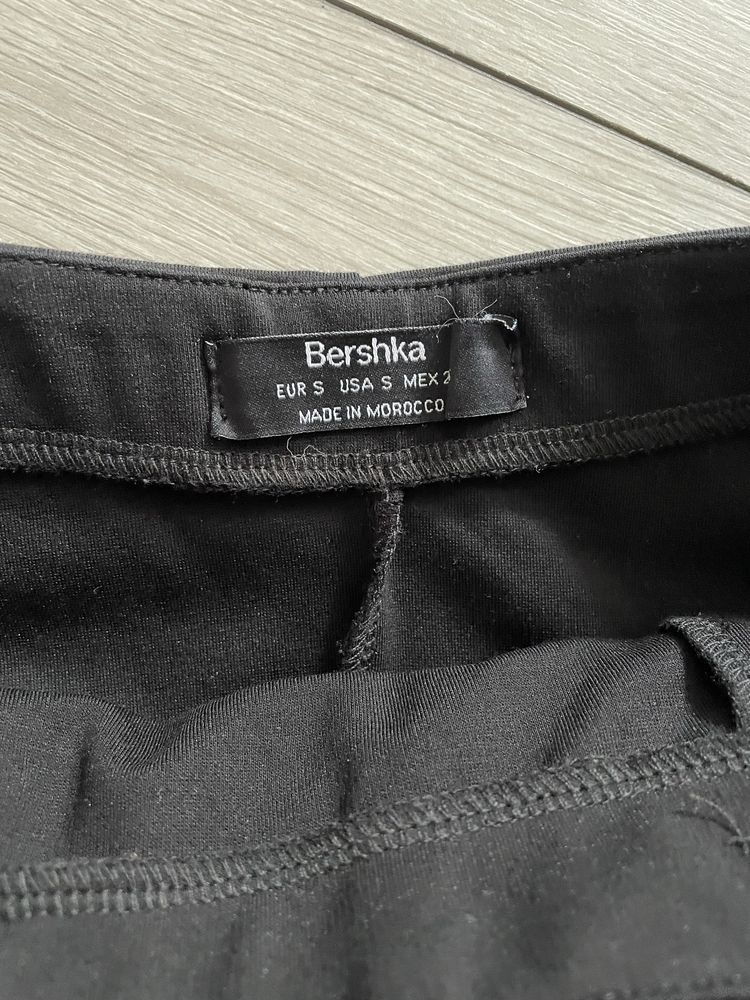 Bershka
EUR S USA S MEX 2
MADE IN MOROCCO